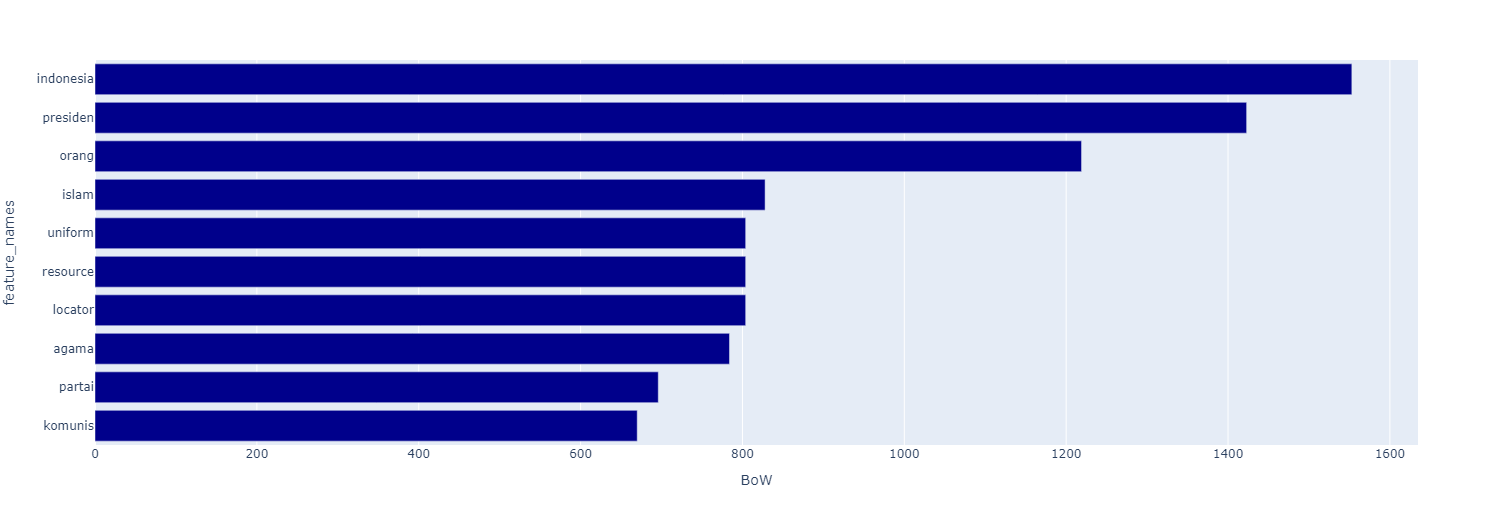 feature_names
indonesia
presiden
orang
islam
uniform
resource
locator
agama
partai
komunis
0 200 400 600 800 1000 1200 1400 1600
BoW